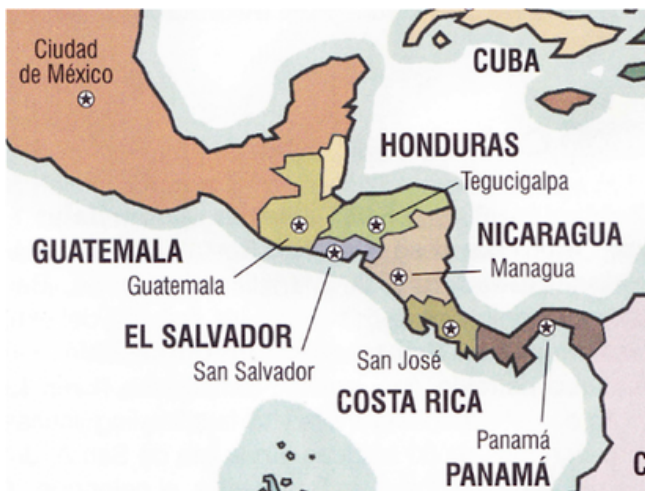 Ciudad
de México
CUBA
HONDURAS
Tegucigalpa
GUATEMALA
Guatemala
NICARAGUA
Managua
EL SALVADOR
San Salvador
San José
COSTA RICA
Panamá
PANAMÁ
C